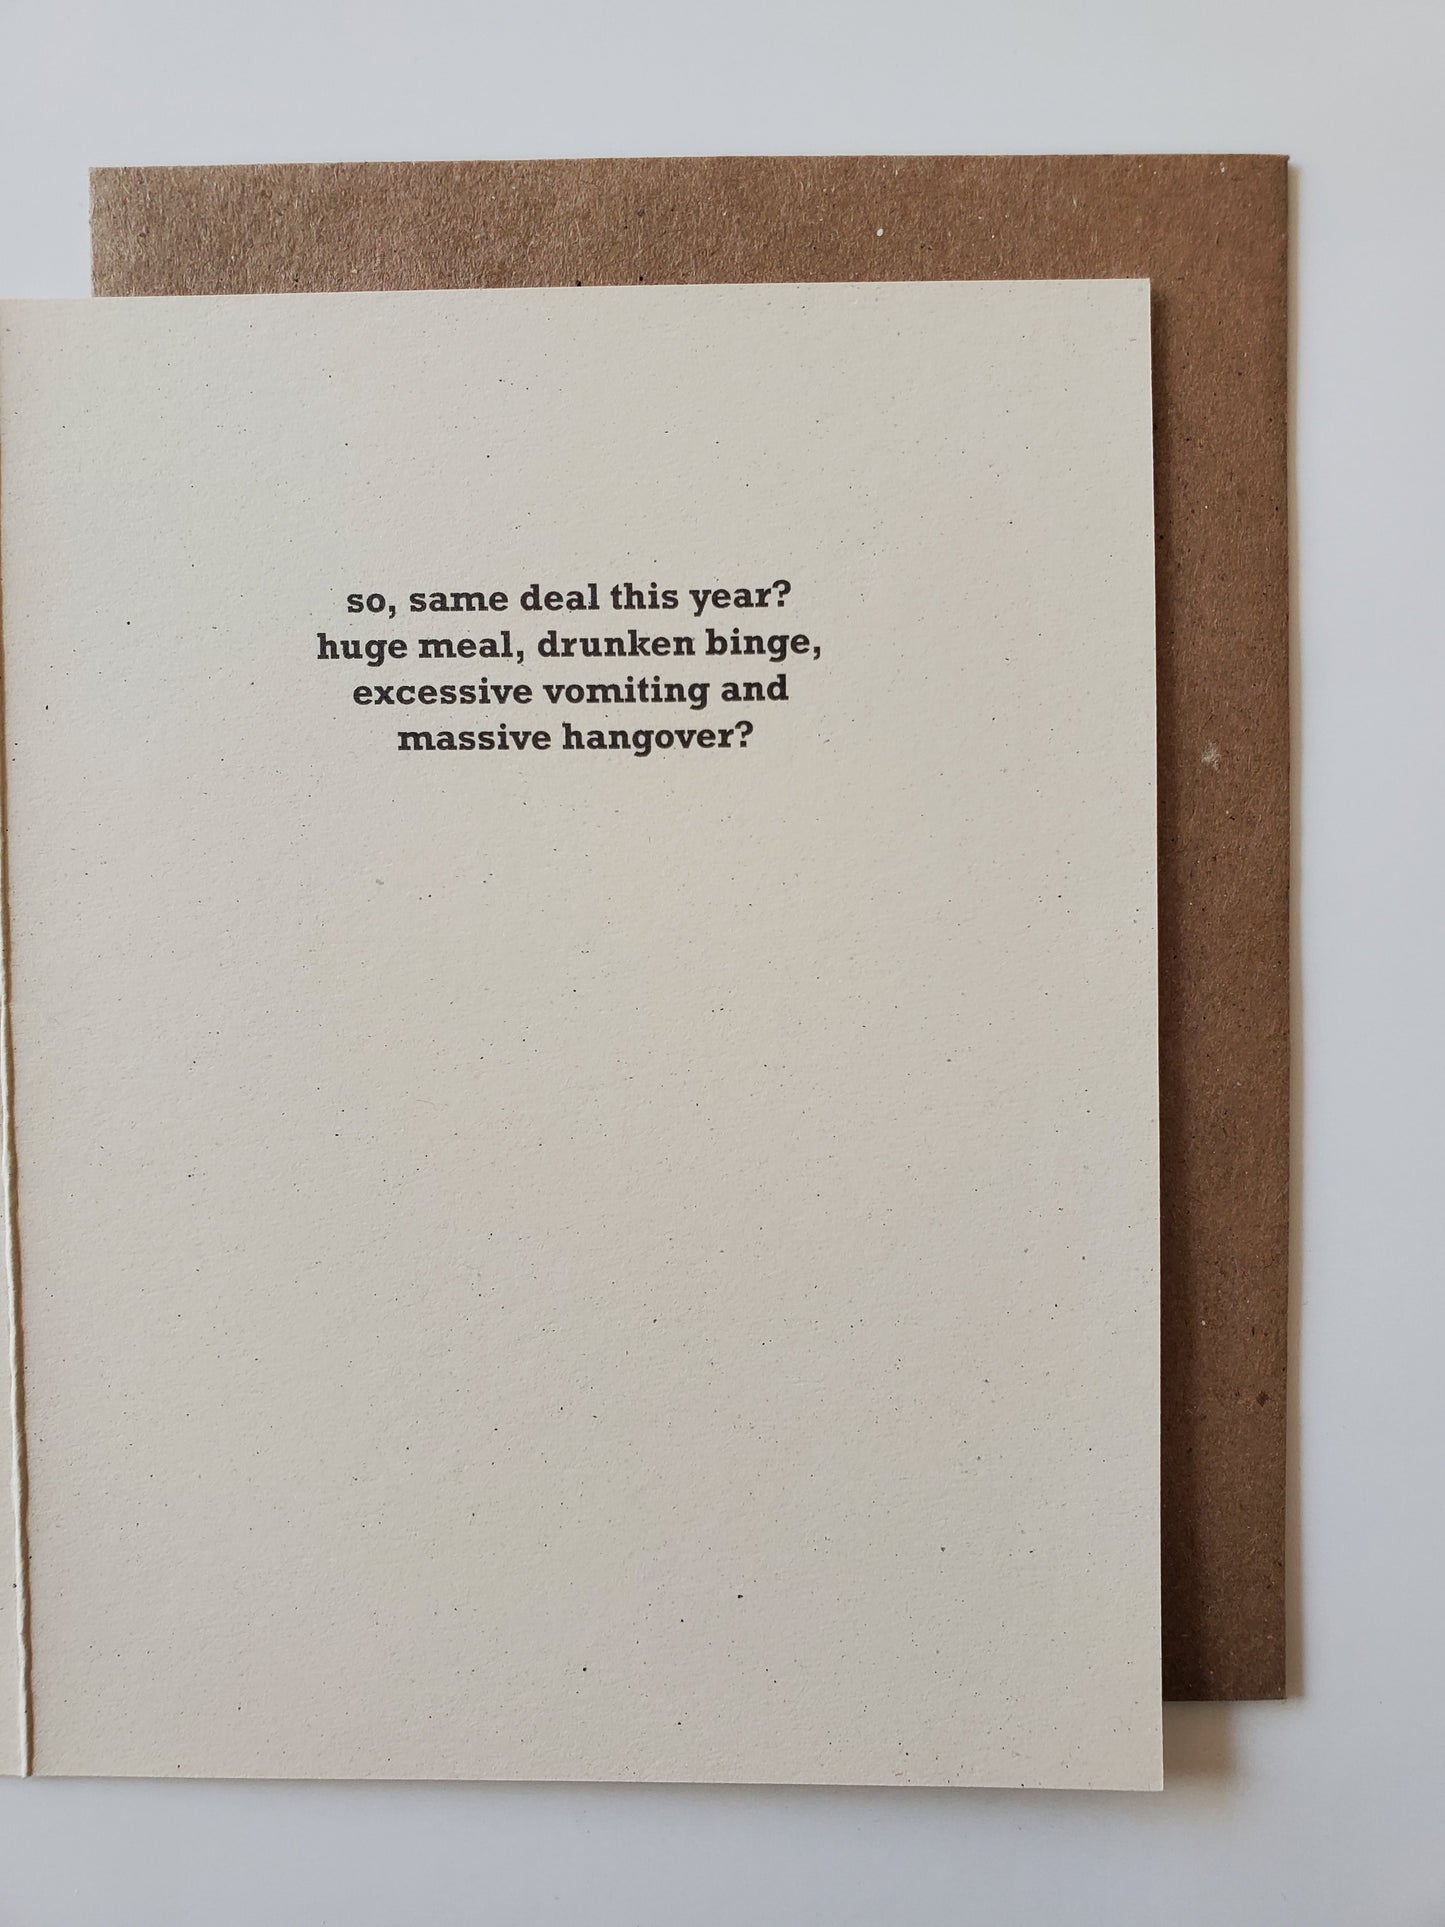 so, same deal this year?
huge meal, drunken binge,
excessive vomiting and
massive hangover?